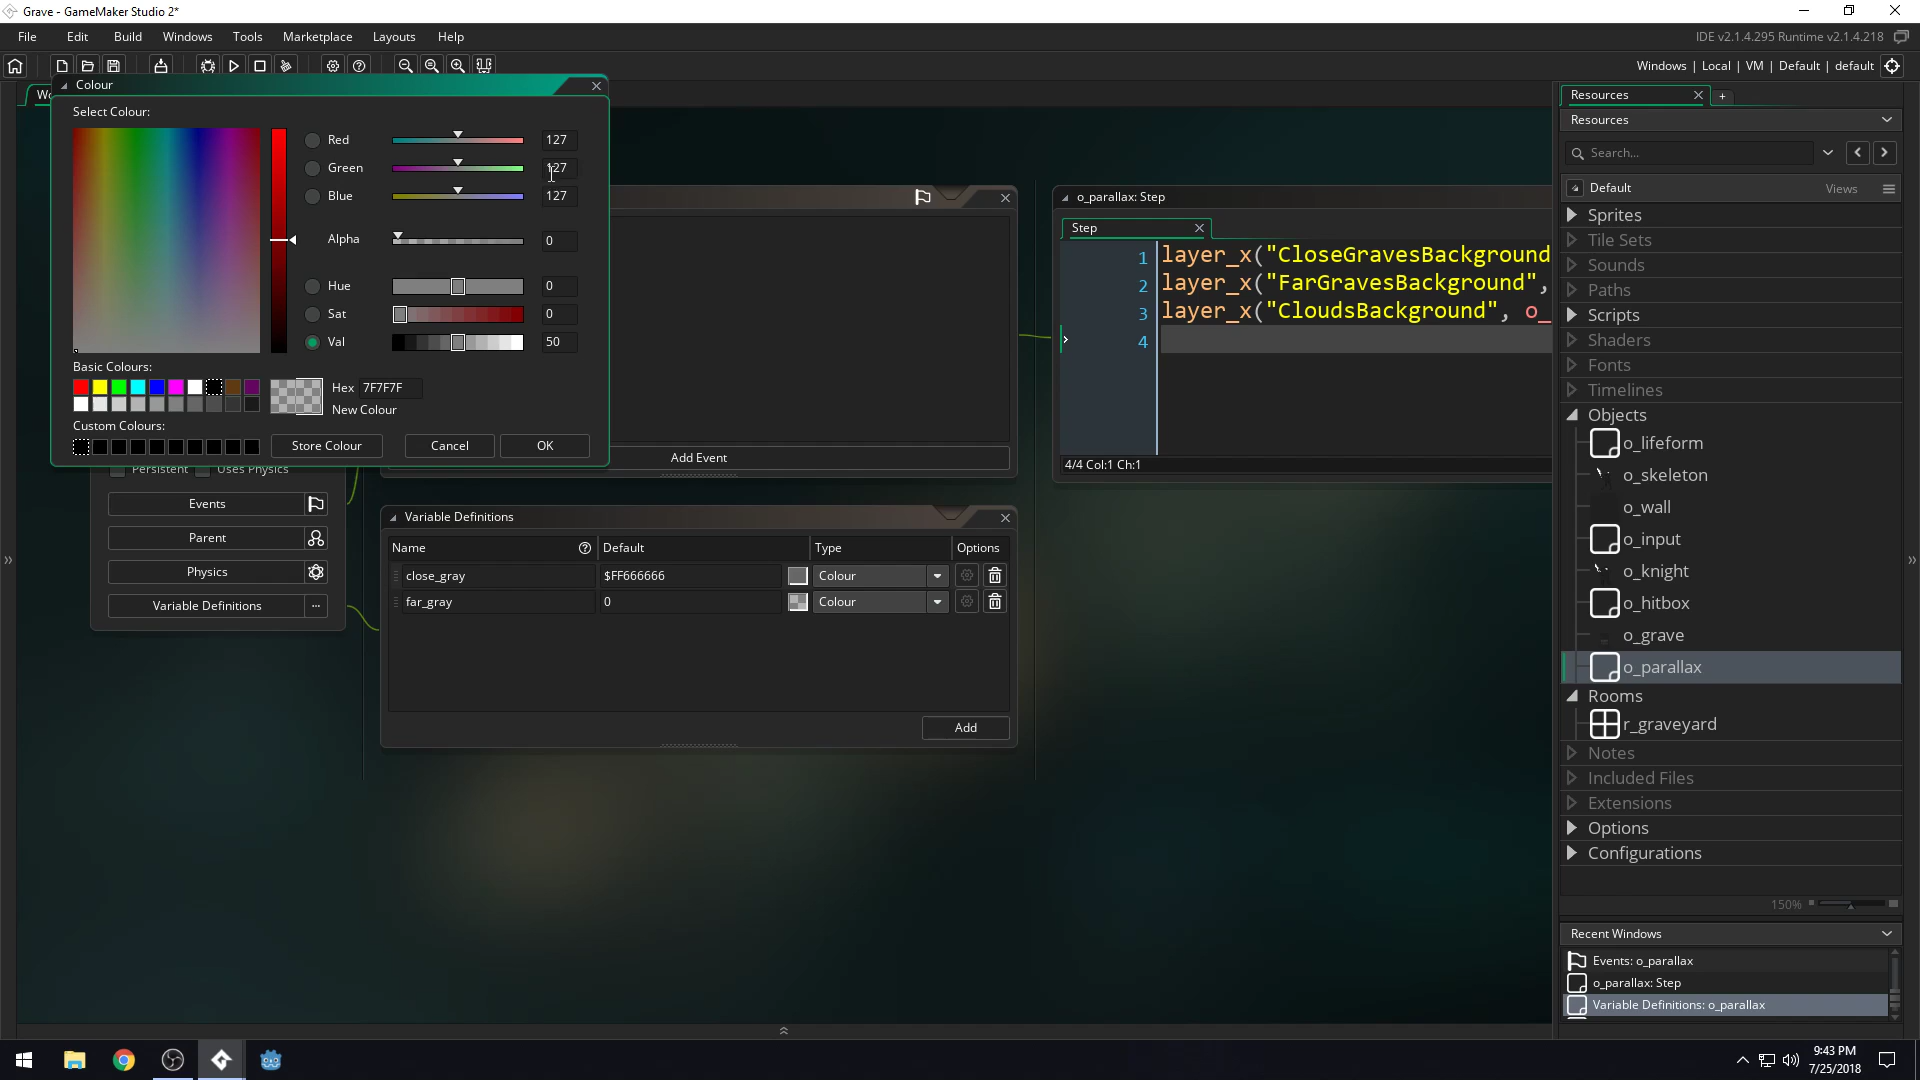 Grave - GameMaker Studio 2*
File Edit Build Windows Tools Marketplace Layouts Help
IDE v2.1.4.295 Runtime v2.1.4.218
Windows | Local | VM | Default | default
Colour
Select Colour:
Red 127
Green 127
Blue 127
Alpha 0
Hue 0
Sat 0
Val 50
Basic Colours:
Hex 7F7F7F
New Colour
Custom Colours:
Store Colour
Cancel
OK
Persistent Uses Physics
Events
Parent
Physics
Variable Definitions
Add Event
Variable Definitions
Name Default Type Options
close_gray $FF666666 Colour
far_gray 0 Colour
Add
o_parallax: Step
Step
1 layer_x("CloseGravesBackground
2 layer_x("FarGravesBackground",
3 layer_x("CloudsBackground", o_
4
4/4 Col:1 Ch:1
Resources
Resources
Search...
Default Views
Sprites
Tile Sets
Sounds
Paths
Scripts
Shaders
Fonts
Timelines
Objects
o_lifeform
o_skeleton
o_wall
o_input
o_knight
o_hitbox
o_grave
o_parallax
Rooms
r_graveyard
Notes
Included Files
Extensions
Options
Configurations
150%
Recent Windows
Events: o_parallax
o_parallax: Step
Variable Definitions: o_parallax
9:43 PM
7/25/2018